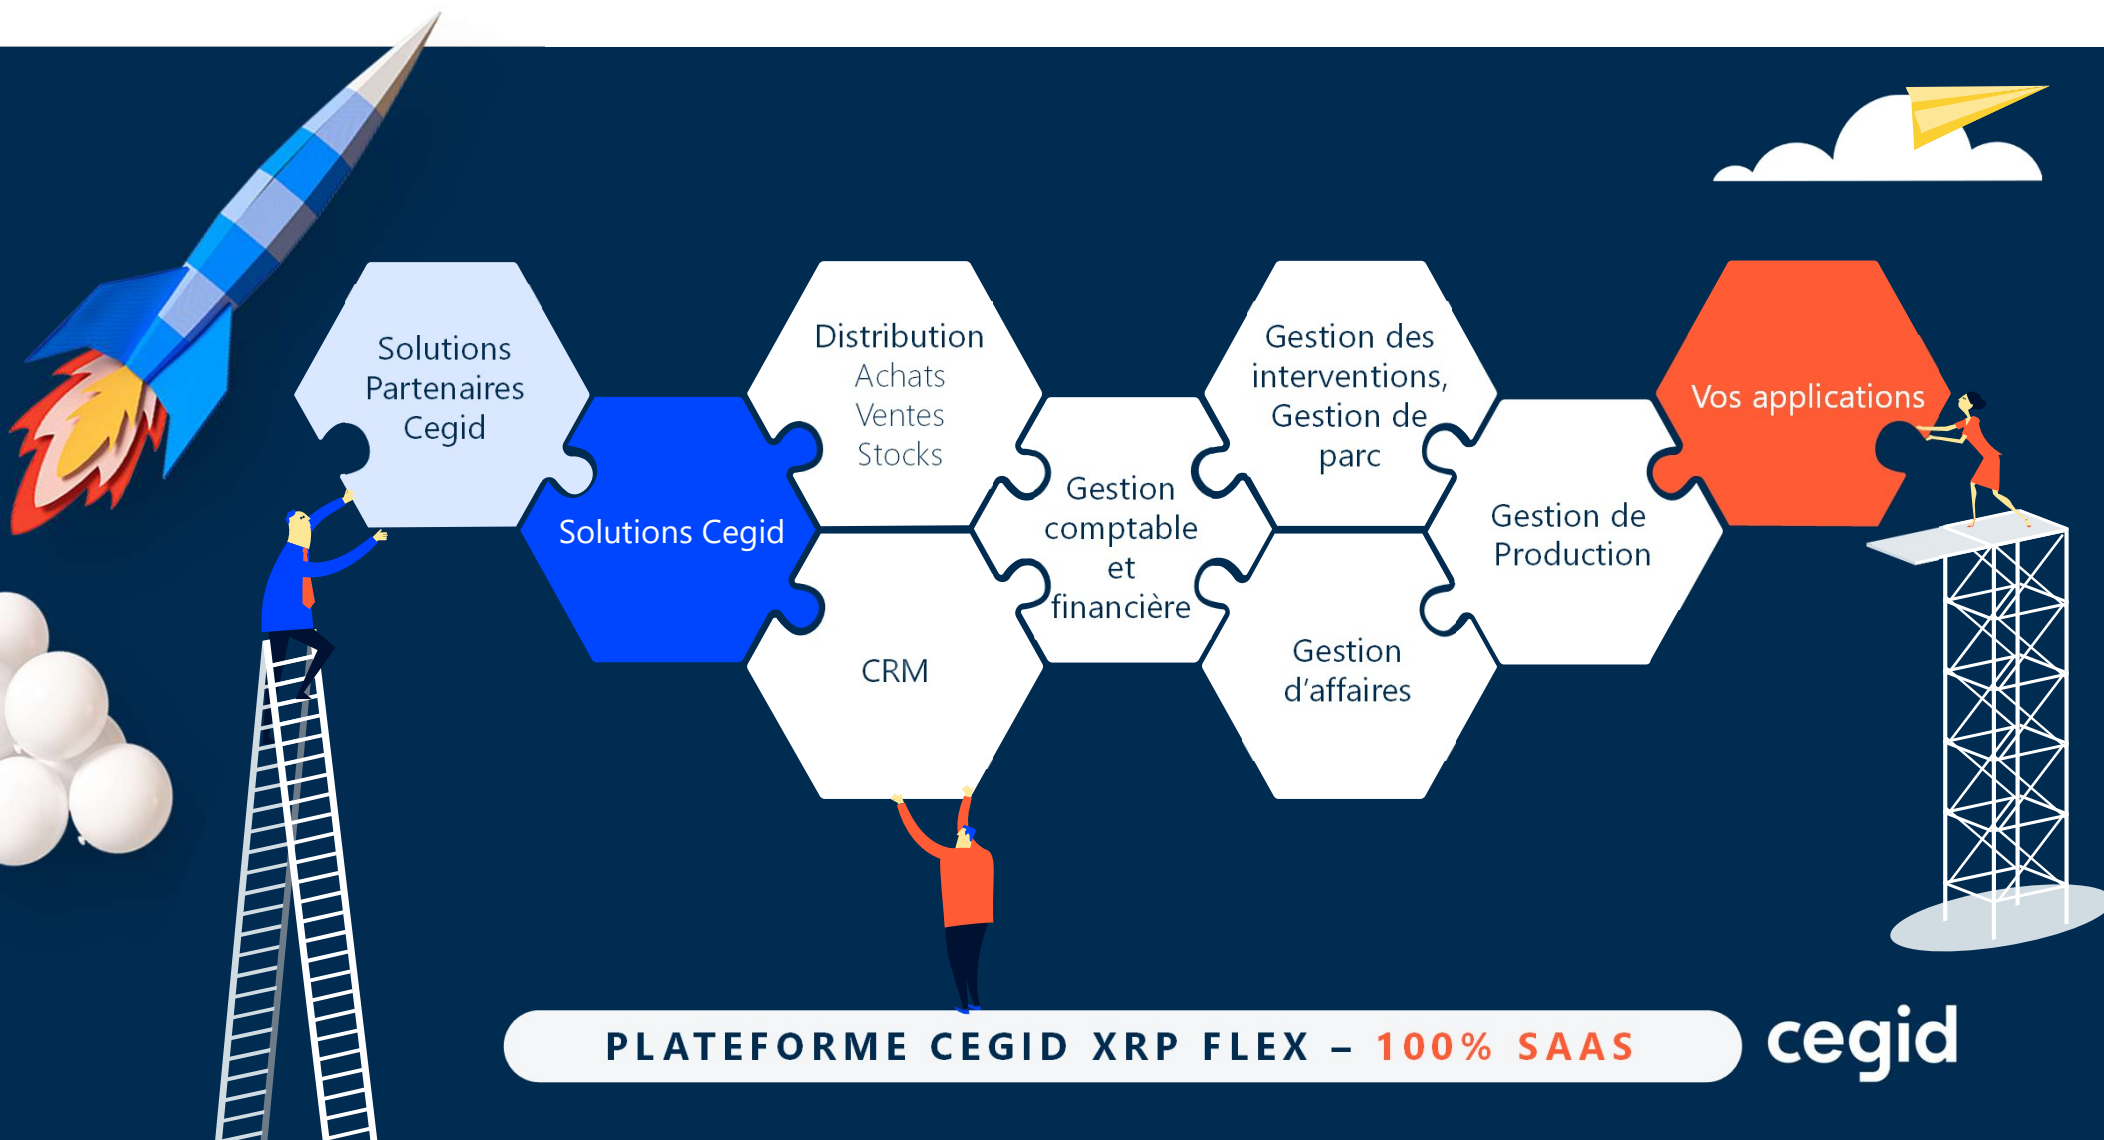 Solutions
Partenaires
Cegid
Solutions Cegid
Distribution
Achats
Ventes
Stocks
CRM
Gestion
comptable
et
financière
Gestion des
interventions,
Gestion de
parc
Gestion
d’affaires
Gestion de
Production
Vos applications
PLATEFORME CEGID XRP FLEX – 100% SAAS
cegid